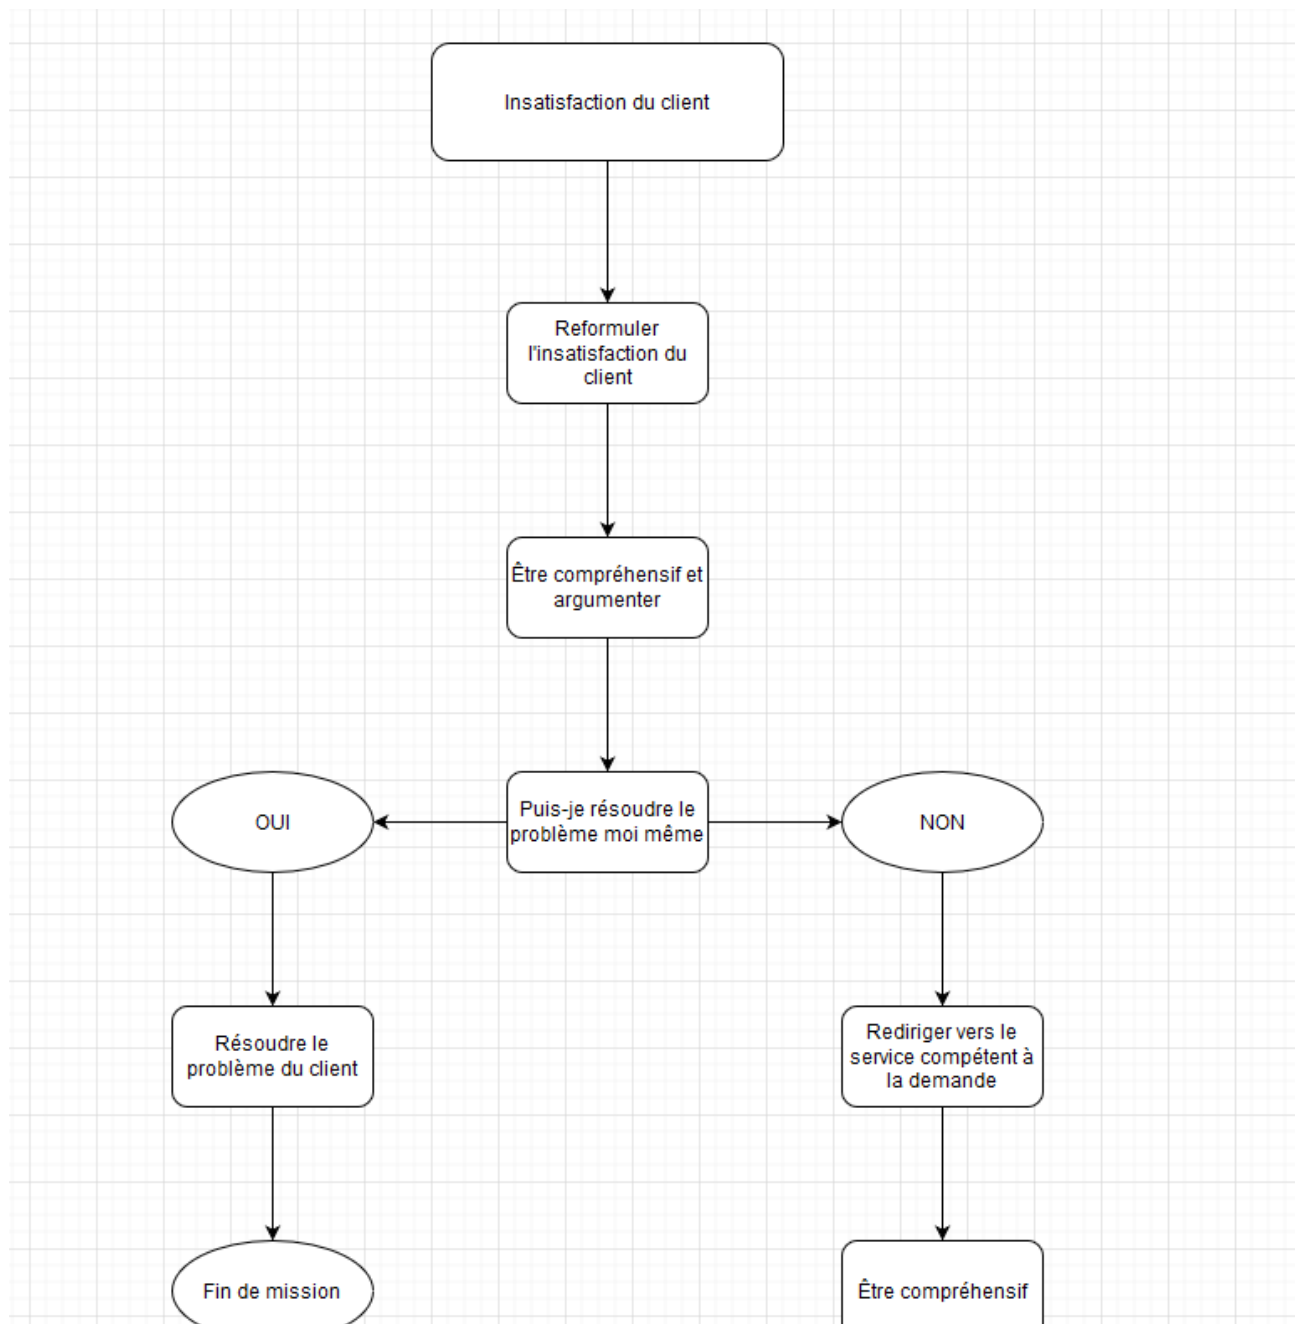 Insatisfaction du client
Reformuler
l'insatisfaction du
client
Être compréhensif et
argumenter
OUI
Puis-je résoudre le
problème moi même
NON
Résoudre le
problème du client
Rediriger vers le
service compétent à
la demande
Fin de mission
Être compréhensif